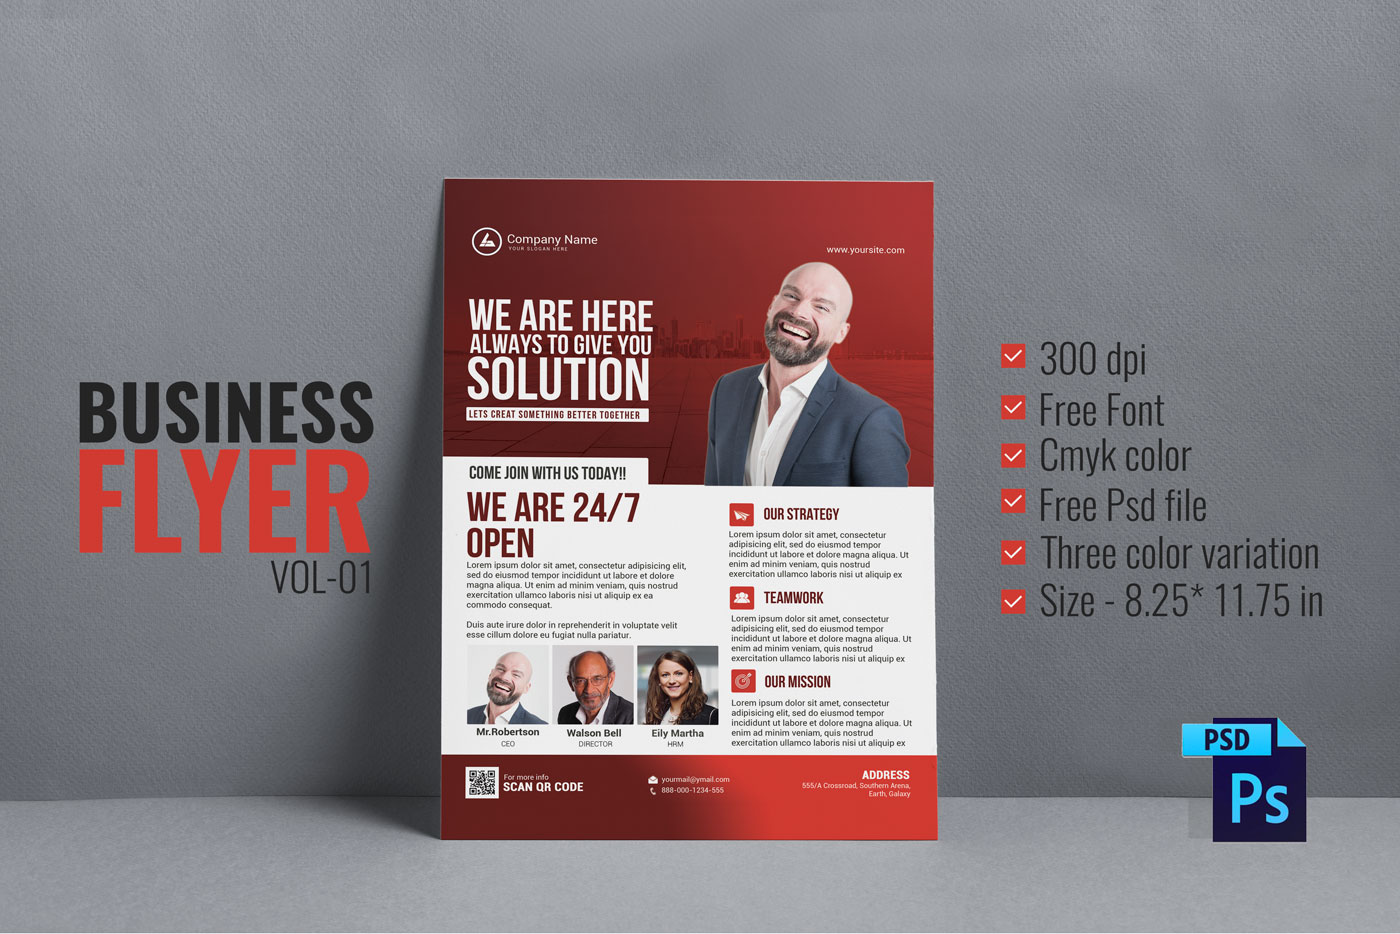 BUSINESS
FLYER
VOL-01
Company Name
YOUR SLOGAN HERE
www.yoursite.com
WE ARE HERE
ALWAYS TO GIVE YOU
SOLUTION
LETS CREAT SOMETHING BETTER TOGETHER
COME JOIN WITH US TODAY!!
WE ARE 24/7
OPEN
Lorem ipsum dolor sit amet, consectetur adipisicing elit,
sed do eiusmod tempor incididunt ut labore et dolore
magna aliqua. Ut enim ad minim veniam, quis nostrud
exercitation ullamco laboris nisi ut aliquip ex ea
commodo consequat.
Duis aute irure dolor in reprehenderit in voluptate velit
esse cillum dolore eu fugiat nulla pariatur.
Mr.Robertson
CEO
Walson Bell
DIRECTOR
Eily Martha
HRM
OUR STRATEGY
Lorem ipsum dolor sit amet, consectetur
adipisicing elit, sed do eiusmod tempor
incididunt ut labore et dolore magna aliqua. Ut
enim ad minim veniam, quis nostrud
exercitation ullamco laboris nisi ut aliquip ex
TEAMWORK
Lorem ipsum dolor sit amet, consectetur
adipisicing elit, sed do eiusmod tempor
incididunt ut labore et dolore magna aliqua. Ut
enim ad minim veniam, quis nostrud
exercitation ullamco laboris nisi ut aliquip ex
OUR MISSION
Lorem ipsum dolor sit amet, consectetur
adipisicing elit, sed do eiusmod tempor
incididunt ut labore et dolore magna aliqua. Ut
enim ad minim veniam, quis nostrud
exercitation ullamco laboris nisi ut aliquip ex
For more info
SCAN QR CODE
yourmail@ymail.com
888-000-1234-555
ADDRESS
555/A Crossroad, Southern Arena,
Earth, Galaxy
300 dpi
Free Font
Cmyk color
Free Psd file
Three color variation
Size - 8.25* 11.75 in
PSD
Ps